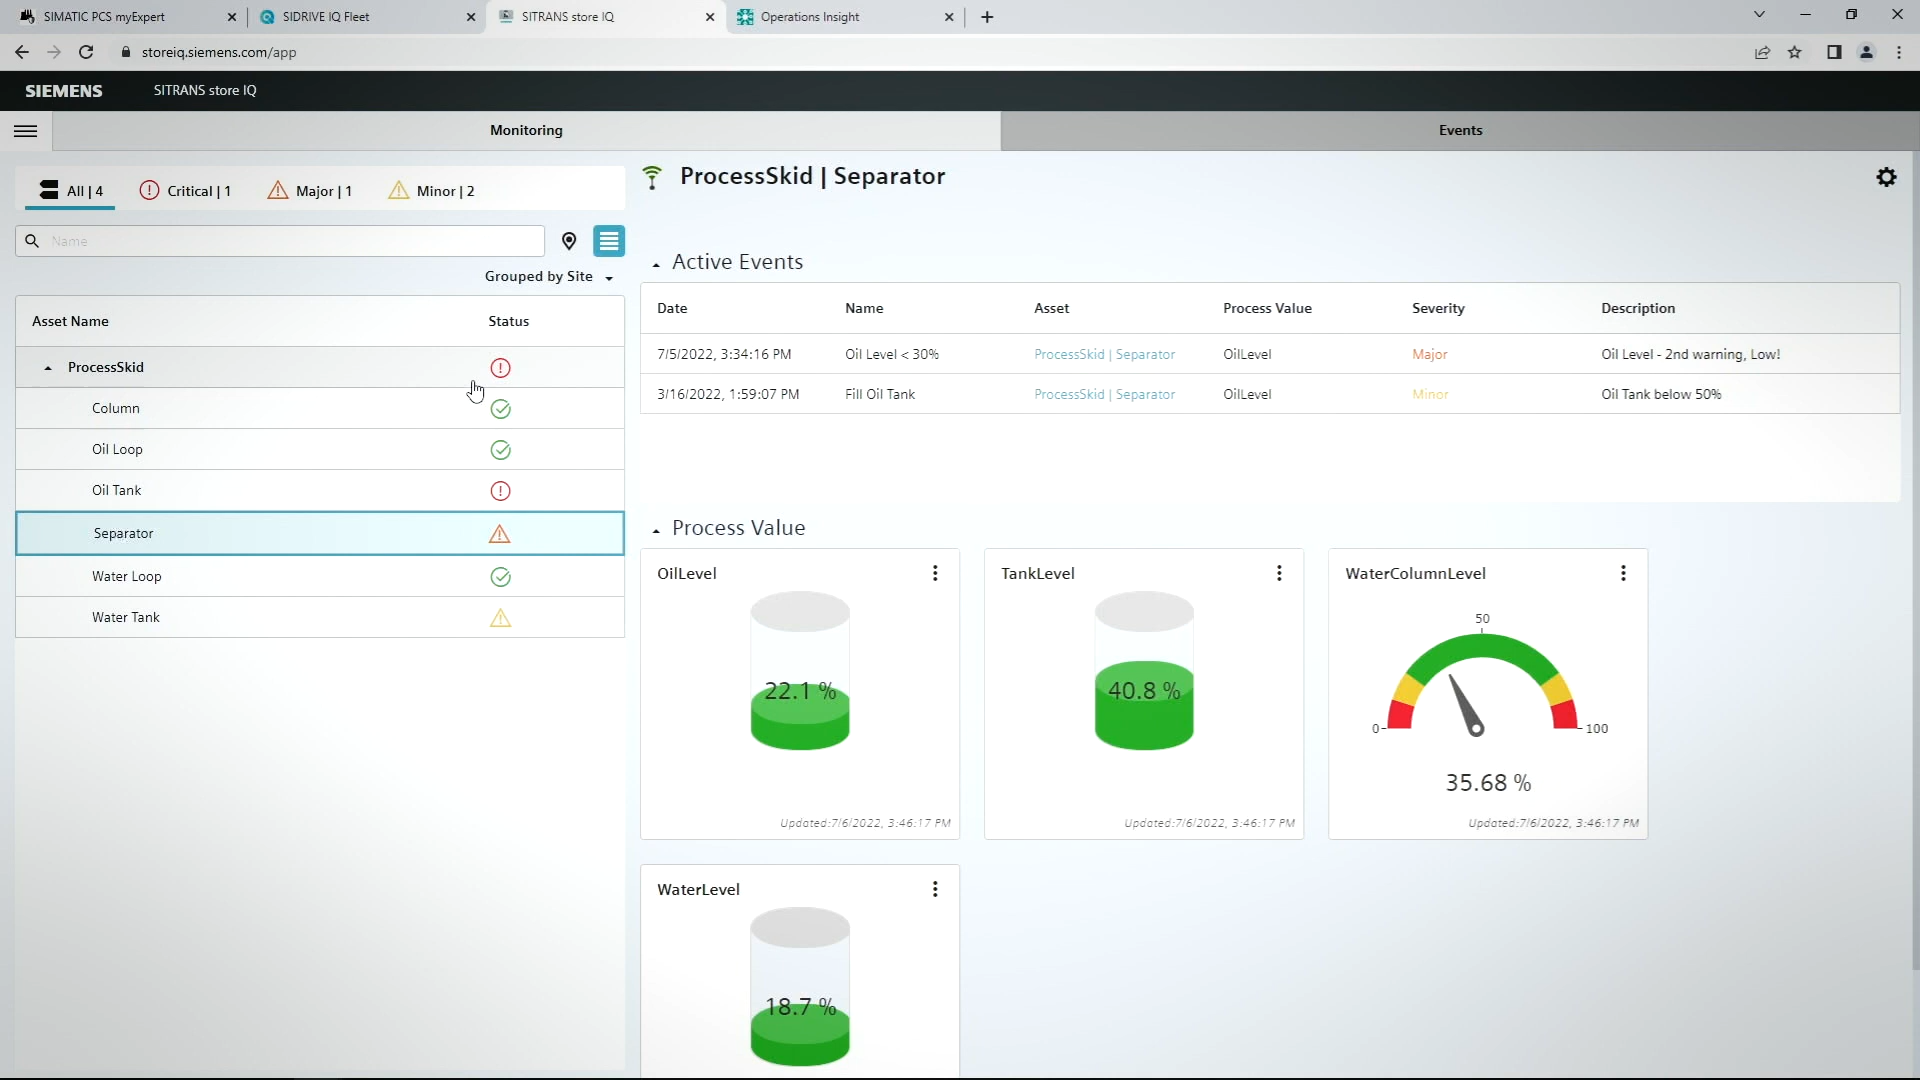 SIMATIC PCS myExpert
SIDRIVE IQ Fleet
SITRANS store IQ
Operations Insight
storeiq.siemens.com/app
SIEMENS
SITRANS store IQ
Monitoring
Events
All | 4
Critical | 1
Major | 1
Minor | 2
Name
Grouped by Site
Asset Name Status
ProcessSkid
Column
Oil Loop
Oil Tank
Separator
Water Loop
Water Tank
ProcessSkid | Separator
Active Events
Date Name Asset Process Value Severity Description
7/5/2022, 3:34:16 PM Oil Level < 30% ProcessSkid | Separator OilLevel Major Oil Level - 2nd warning, Low!
3/16/2022, 1:59:07 PM Fill Oil Tank ProcessSkid | Separator OilLevel Minor Oil Tank below 50%
Process Value
OilLevel
22.1 %
Updated:7/6/2022, 3:46:17 PM
TankLevel
40.8 %
Updated:7/6/2022, 3:46:17 PM
WaterColumnLevel
50
0
100
35.68 %
Updated:7/6/2022, 3:46:17 PM
WaterLevel
18.7 %